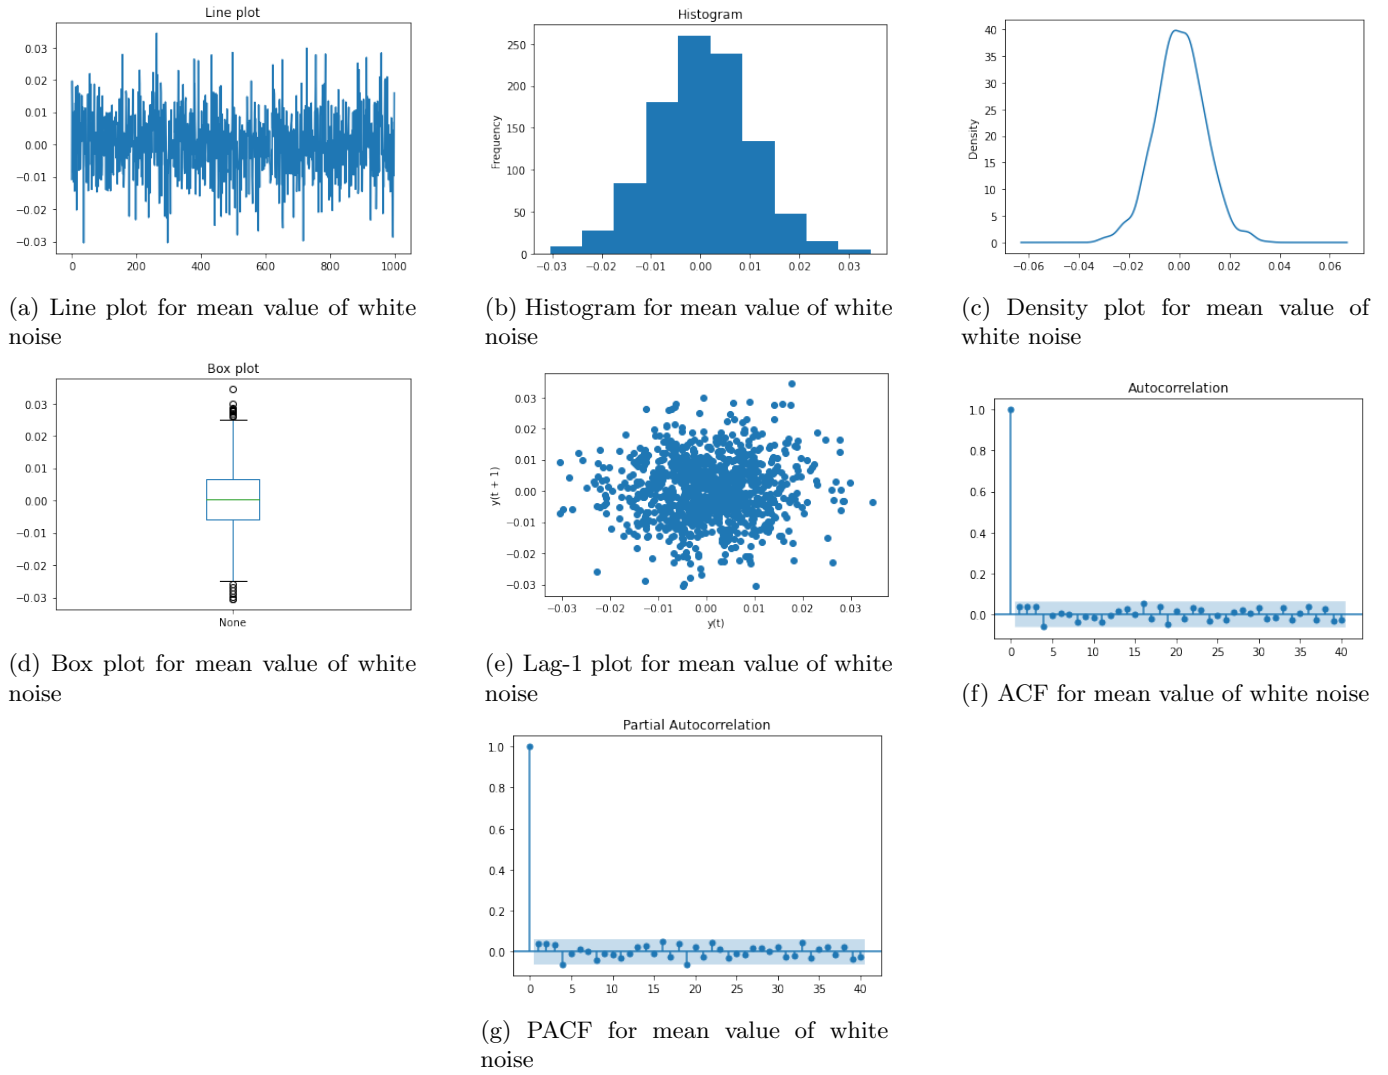 Line plot
0.03
0.02
0.01
0.00
−0.01
−0.02
−0.03
0 200 400 600 800 1000
(a) Line plot for mean value of white
noise
Histogram
Frequency
250
200
150
100
50
0
−0.03 −0.02 −0.01 0.00 0.01 0.02 0.03
(b) Histogram for mean value of white
noise
Density
40
35
30
25
20
15
10
5
0
−0.06 −0.04 −0.02 0.00 0.02 0.04 0.06
(c) Density plot for mean value of
white noise
Box plot
0.03
0.02
0.01
0.00
−0.01
−0.02
−0.03
None
(d) Box plot for mean value of white
noise
y(t + 1)
0.03
0.02
0.01
0.00
−0.01
−0.02
−0.03
−0.03 −0.02 −0.01 0.00 0.01 0.02 0.03
y(t)
(e) Lag-1 plot for mean value of white
noise
Autocorrelation
1.0
0.8
0.6
0.4
0.2
0.0
0 5 10 15 20 25 30 35 40
(f) ACF for mean value of white noise
Partial Autocorrelation
1.0
0.8
0.6
0.4
0.2
0.0
0 5 10 15 20 25 30 35 40
(g) PACF for mean value of white
noise